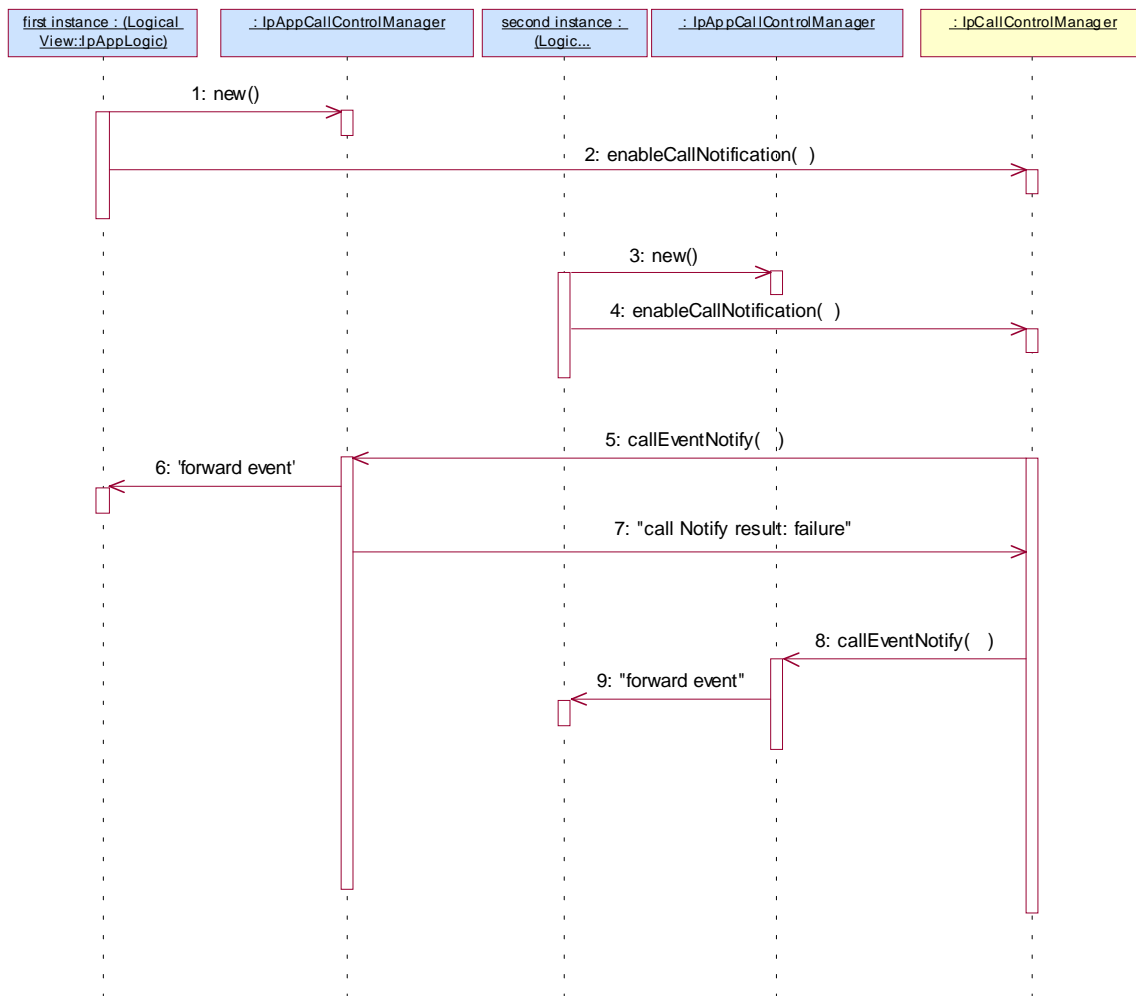 first instance : (Logical
View::IpAppLogic)
: IpAppCallControlManager
second instance :
(Logic...
: IpAppCallControlManager
: IpCallControlManager
1: new()
2: enableCallNotification(  )
3: new()
4: enableCallNotification(  )
5: callEventNotify(   )
6: 'forward event'
7: "call Notify result: failure"
8: callEventNotify(   )
9: "forward event"